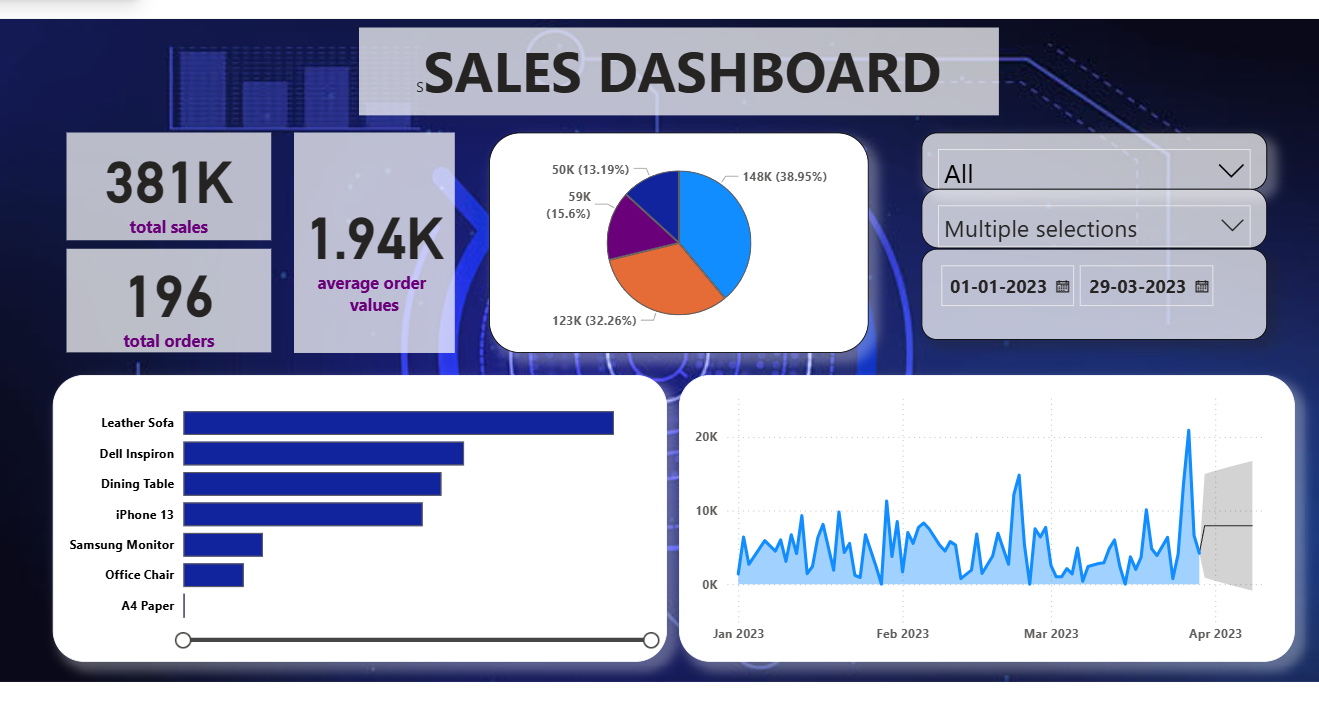 sSALES DASHBOARD
381K
total sales
196
total orders
1.94K
average order
values
50K (13.19%)
148K (38.95%)
59K
(15.6%)
123K (32.26%)
All
Multiple selections
01-01-2023 29-03-2023
Leather Sofa
Dell Inspiron
Dining Table
iPhone 13
Samsung Monitor
Office Chair
A4 Paper
20K
10K
0K
Jan 2023 Feb 2023 Mar 2023 Apr 2023